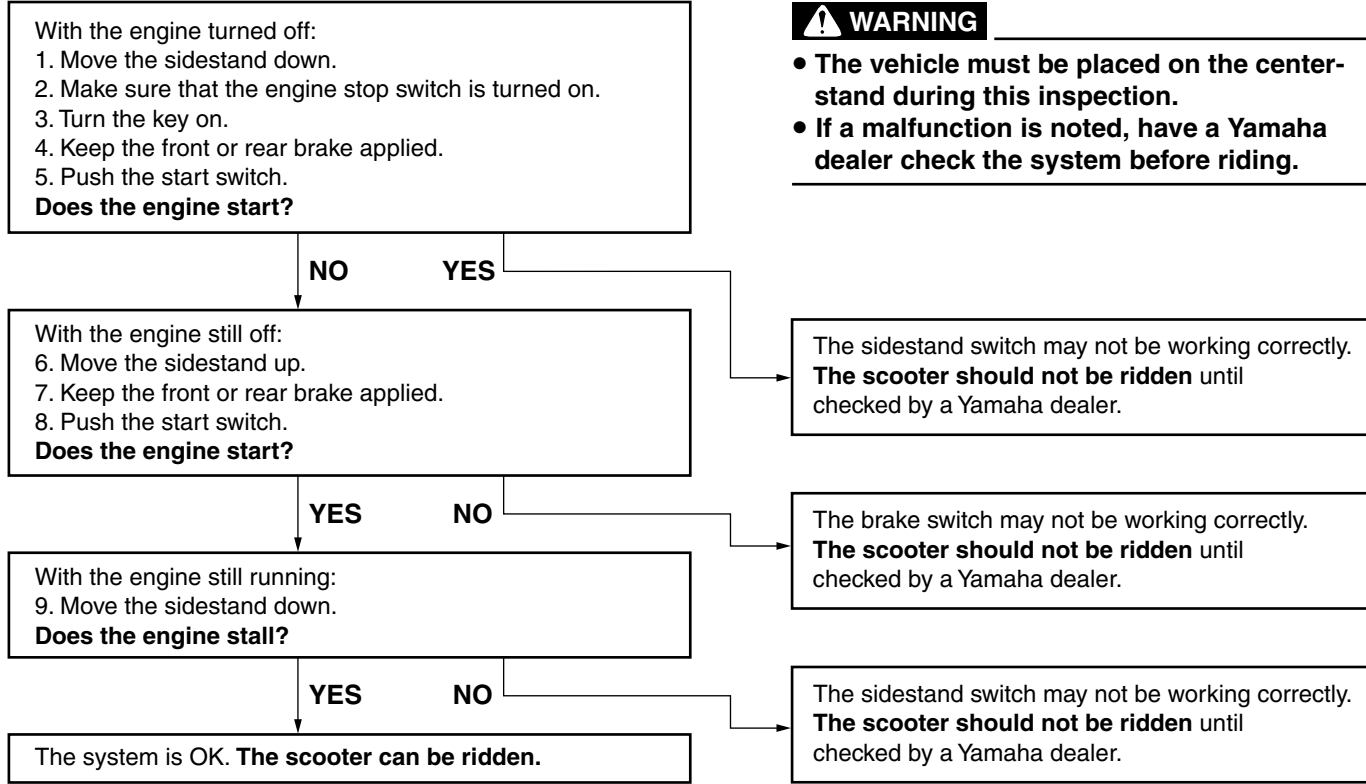 With the engine turned off:
1. Move the sidestand down.
2. Make sure that the engine stop switch is turned on.
3. Turn the key on.
4. Keep the front or rear brake applied.
5. Push the start switch.
Does the engine start?
WARNING
● The vehicle must be placed on the center-
stand during this inspection.
● If a malfunction is noted, have a Yamaha
dealer check the system before riding.
NO
YES
With the engine still off:
6. Move the sidestand up.
7. Keep the front or rear brake applied.
8. Push the start switch.
Does the engine start?
The sidestand switch may not be working correctly.
The scooter should not be ridden until
checked by a Yamaha dealer.
YES
NO
The brake switch may not be working correctly.
The scooter should not be ridden until
checked by a Yamaha dealer.
With the engine still running:
9. Move the sidestand down.
Does the engine stall?
YES
NO
The sidestand switch may not be working correctly.
The scooter should not be ridden until
checked by a Yamaha dealer.
The system is OK. The scooter can be ridden.